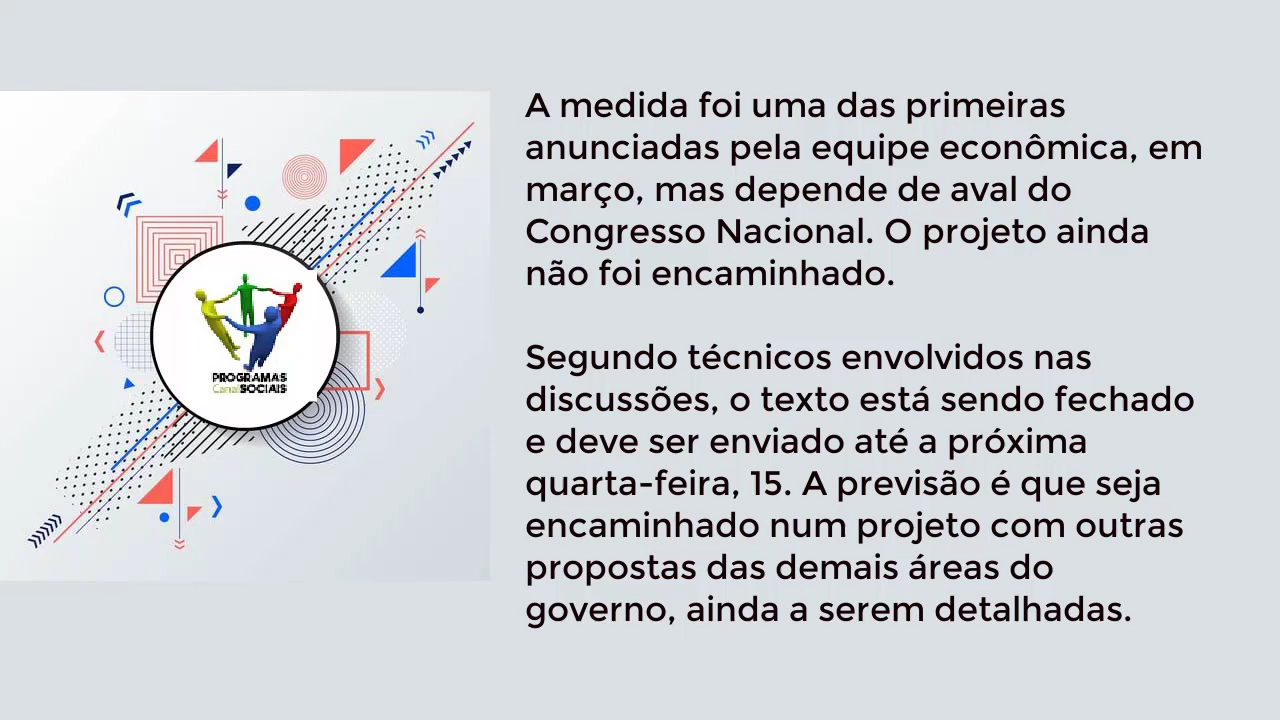 A medida foi uma das primeiras
anunciadas pela equipe econômica, em
março, mas depende de aval do
Congresso Nacional. O projeto ainda
não foi encaminhado.
Segundo técnicos envolvidos nas
discussões, o texto está sendo fechado
e deve ser enviado até a próxima
quarta-feira, 15. A previsão é que seja
encaminhado num projeto com outras
propostas das demais áreas do
governo, ainda a serem detalhadas.
PROGRAMAS
Canal SOCIAIS